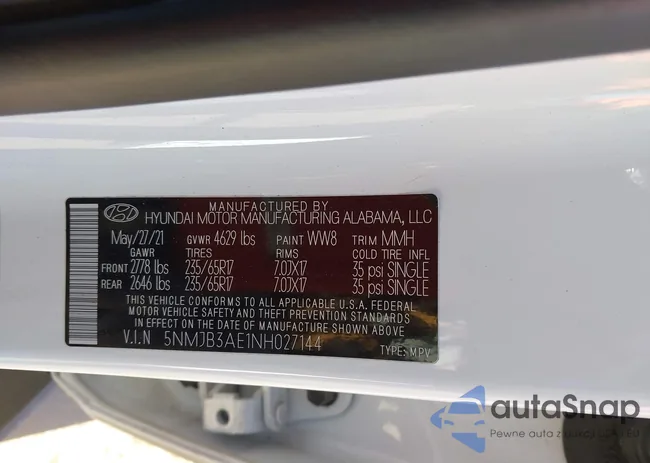 MANUFACTURED BY
HYUNDAI MOTOR MANUFACTURING ALABAMA, LLC
May/27/21 GVWR 4629 lbs PAINT WW8 TRIM MMH
GAWR TIRES RIMS COLD TIRE INFL
FRONT 2778 lbs 235/65R17 7.0JX17 35 psi SINGLE
REAR 2646 lbs 235/65R17 7.0JX17 35 psi SINGLE
THIS VEHICLE CONFORMS TO ALL APPLICABLE U.S.A. FEDERAL
MOTOR VEHICLE SAFETY AND THEFT PREVENTION STANDARDS
IN EFFECT ON THE DATE OF MANUFACTURE SHOWN ABOVE
V.I.N 5NMJB3AE1NH027144 TYPE: MPV
autoSnap
Pewne auto z